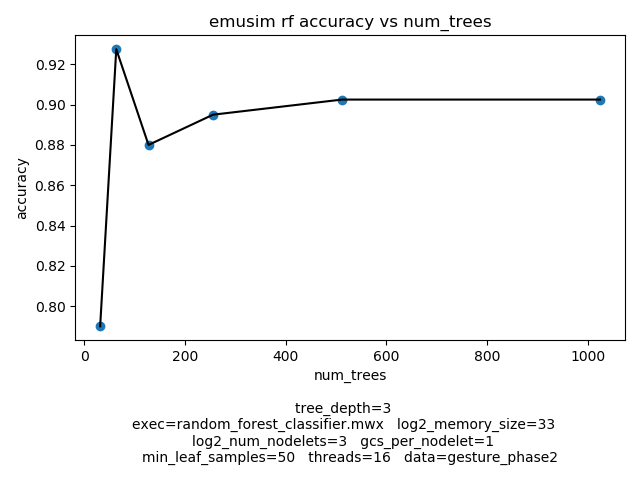 emusim rf accuracy vs num_trees
0.92
0.90
0.88
0.86
0.84
0.82
0.80
accuracy
0 200 400 600 800 1000
num_trees
tree_depth=3
exec=random_forest_classifier.mwx log2_memory_size=33
log2_num_nodelets=3 gcs_per_nodelet=1
min_leaf_samples=50 threads=16 data=gesture_phase2